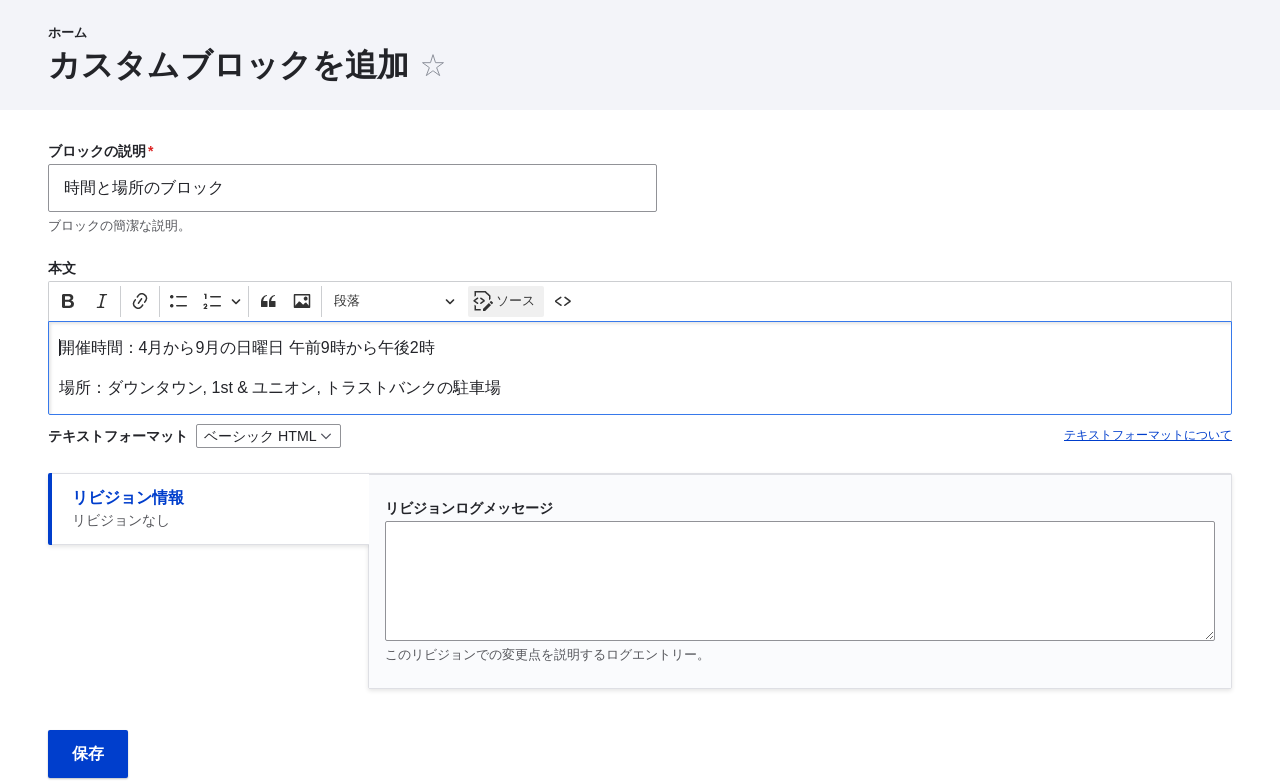 ホーム
カスタムブロックを追加
ブロックの説明*
時間と場所のブロック
ブロックの簡潔な説明。
本文
段落 ソース
開催時間：4月から9月の日曜日 午前9時から午後2時
場所：ダウンタウン, 1st & ユニオン, トラストバンクの駐車場
テキストフォーマット ベーシック HTML テキストフォーマットについて
リビジョン情報
リビジョンなし
リビジョンログメッセージ
このリビジョンでの変更点を説明するログエントリー。
保存